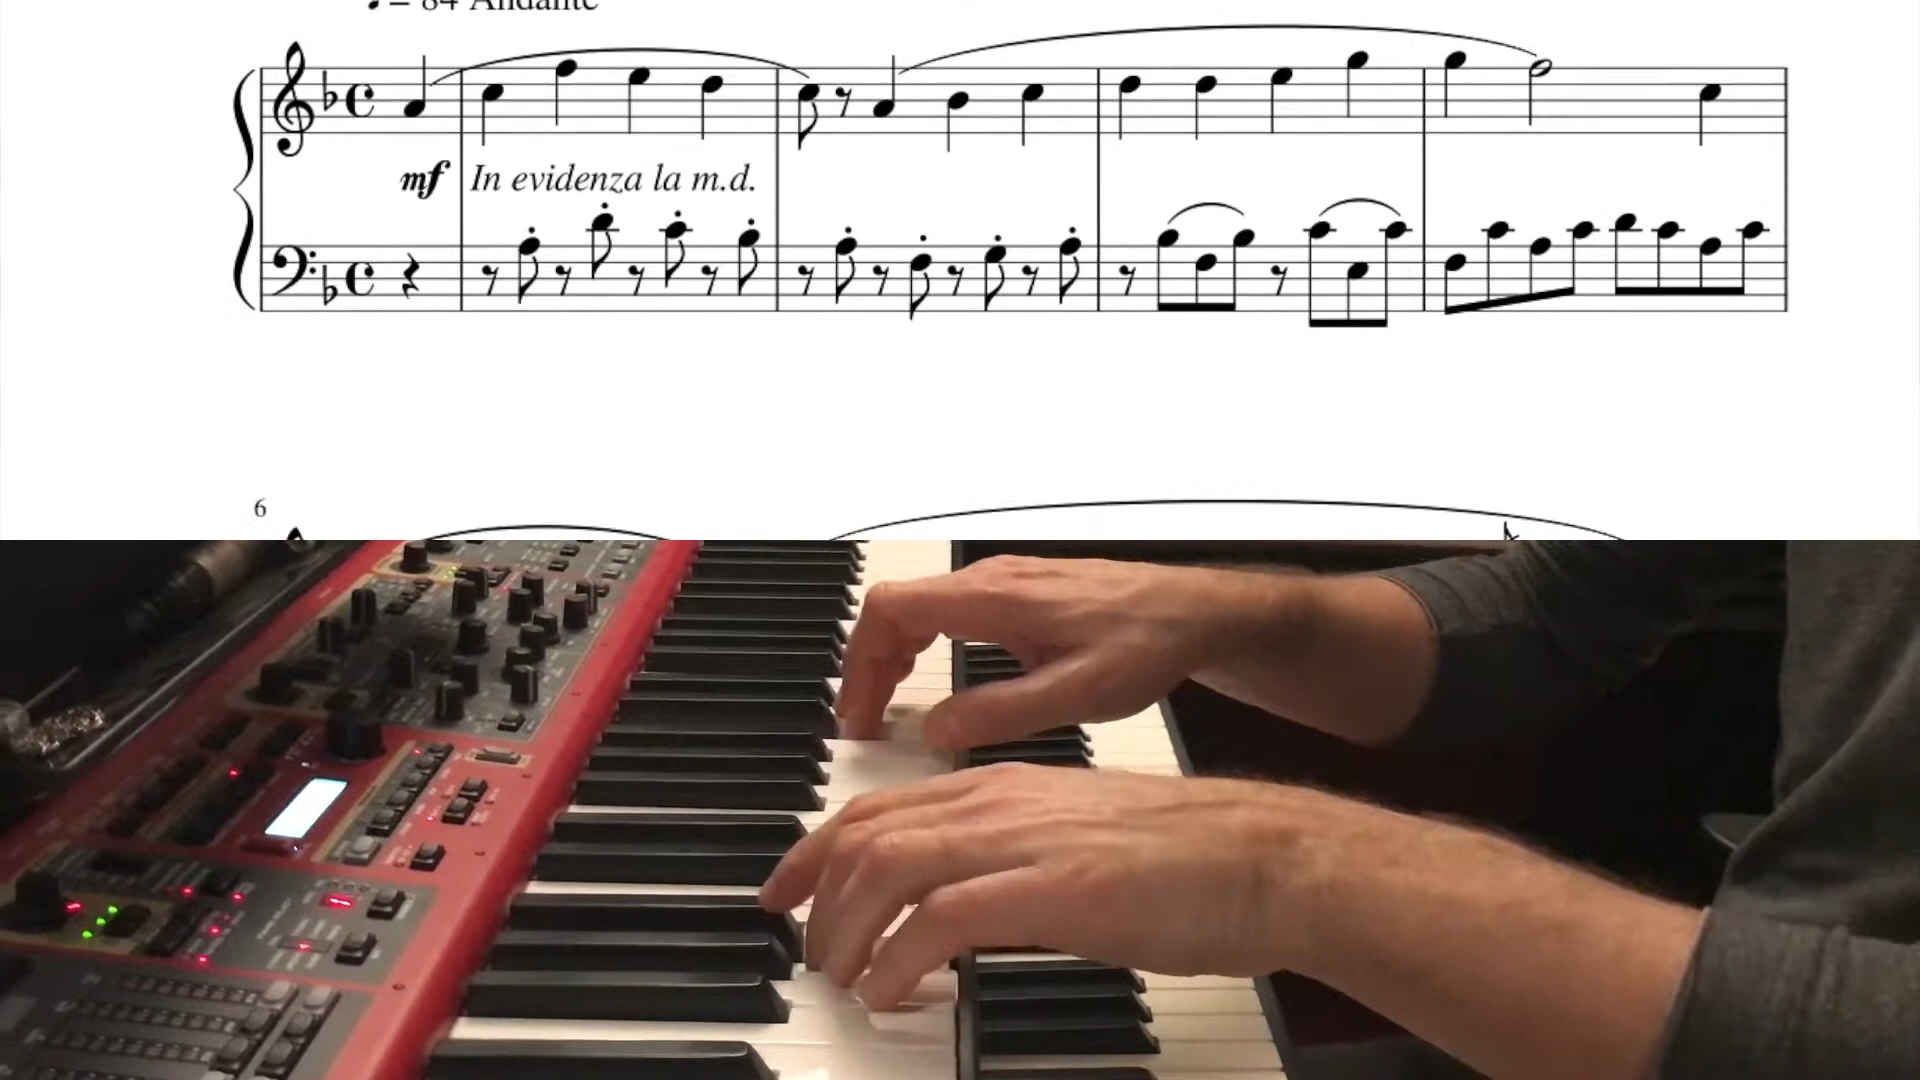 ♩= 84 Andante
mf In evidenza la m.d.
6